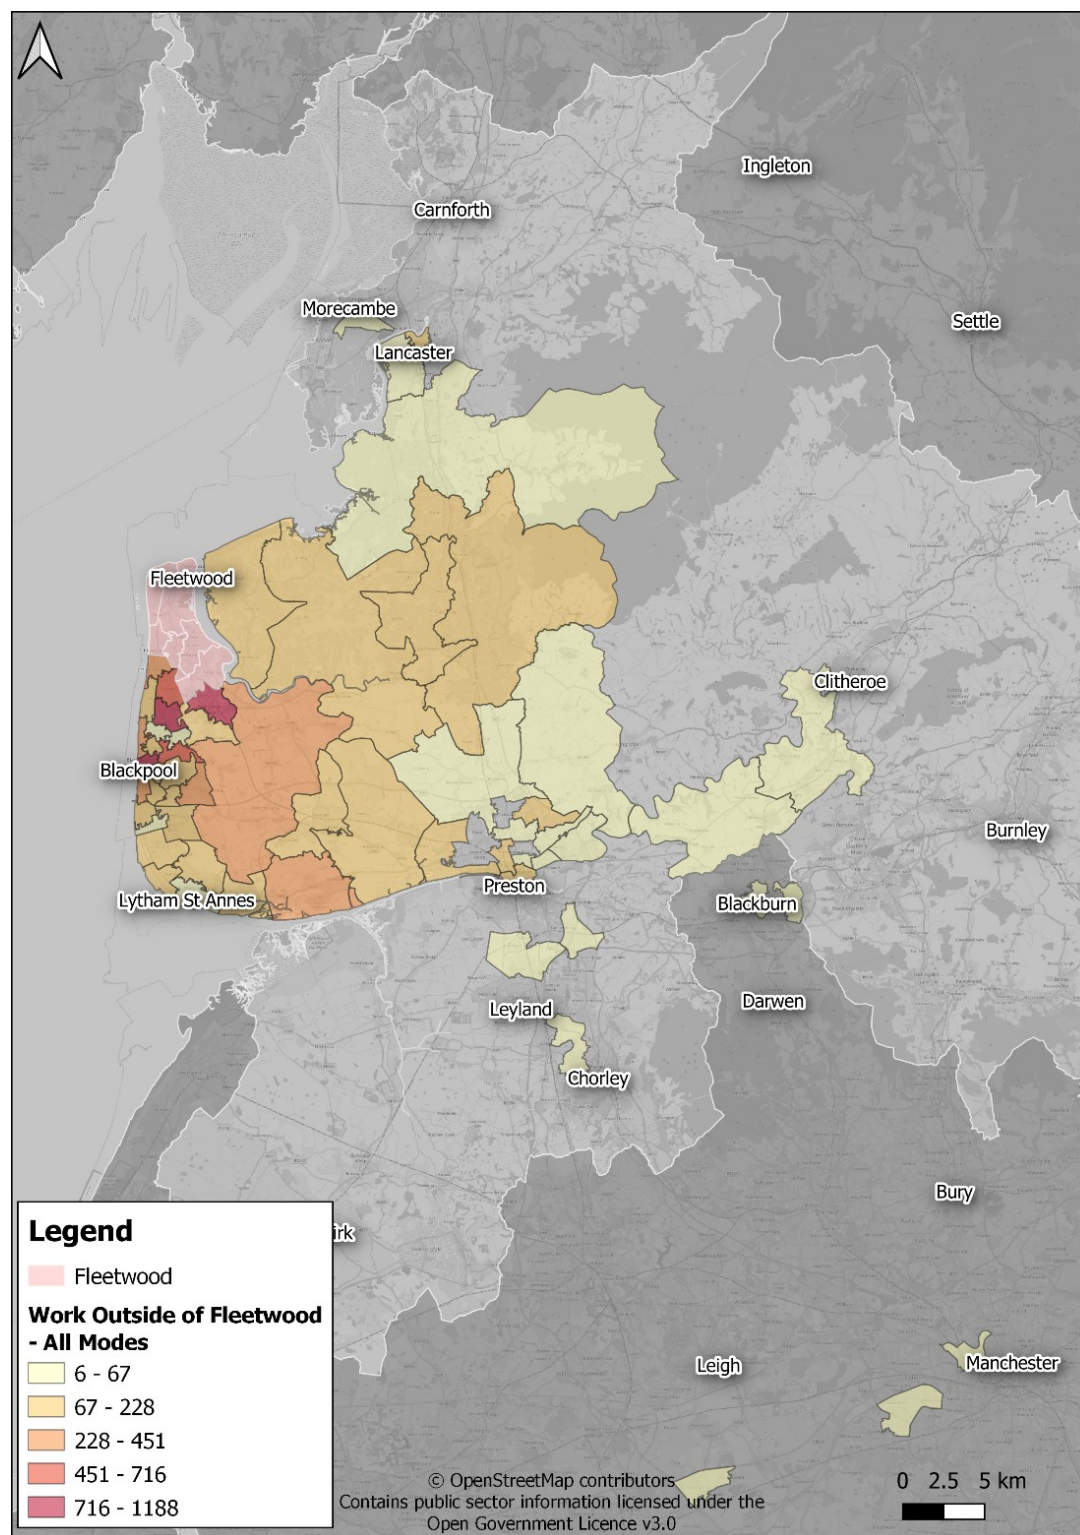 Ingleton
Carnforth
Morecambe
Settle
Lancaster
Fleetwood
Clitheroe
Blackpool
Burnley
Preston
Lytham St Annes
Blackburn
Leyland
Darwen
Chorley
Bury
irk
Legend
Fleetwood
Work Outside of Fleetwood
- All Modes
6 - 67
67 - 228
228 - 451
451 - 716
716 - 1188
Leigh
Manchester
© OpenStreetMap contributors
Contains public sector information licensed under the
Open Government Licence v3.0
0 2.5 5 km